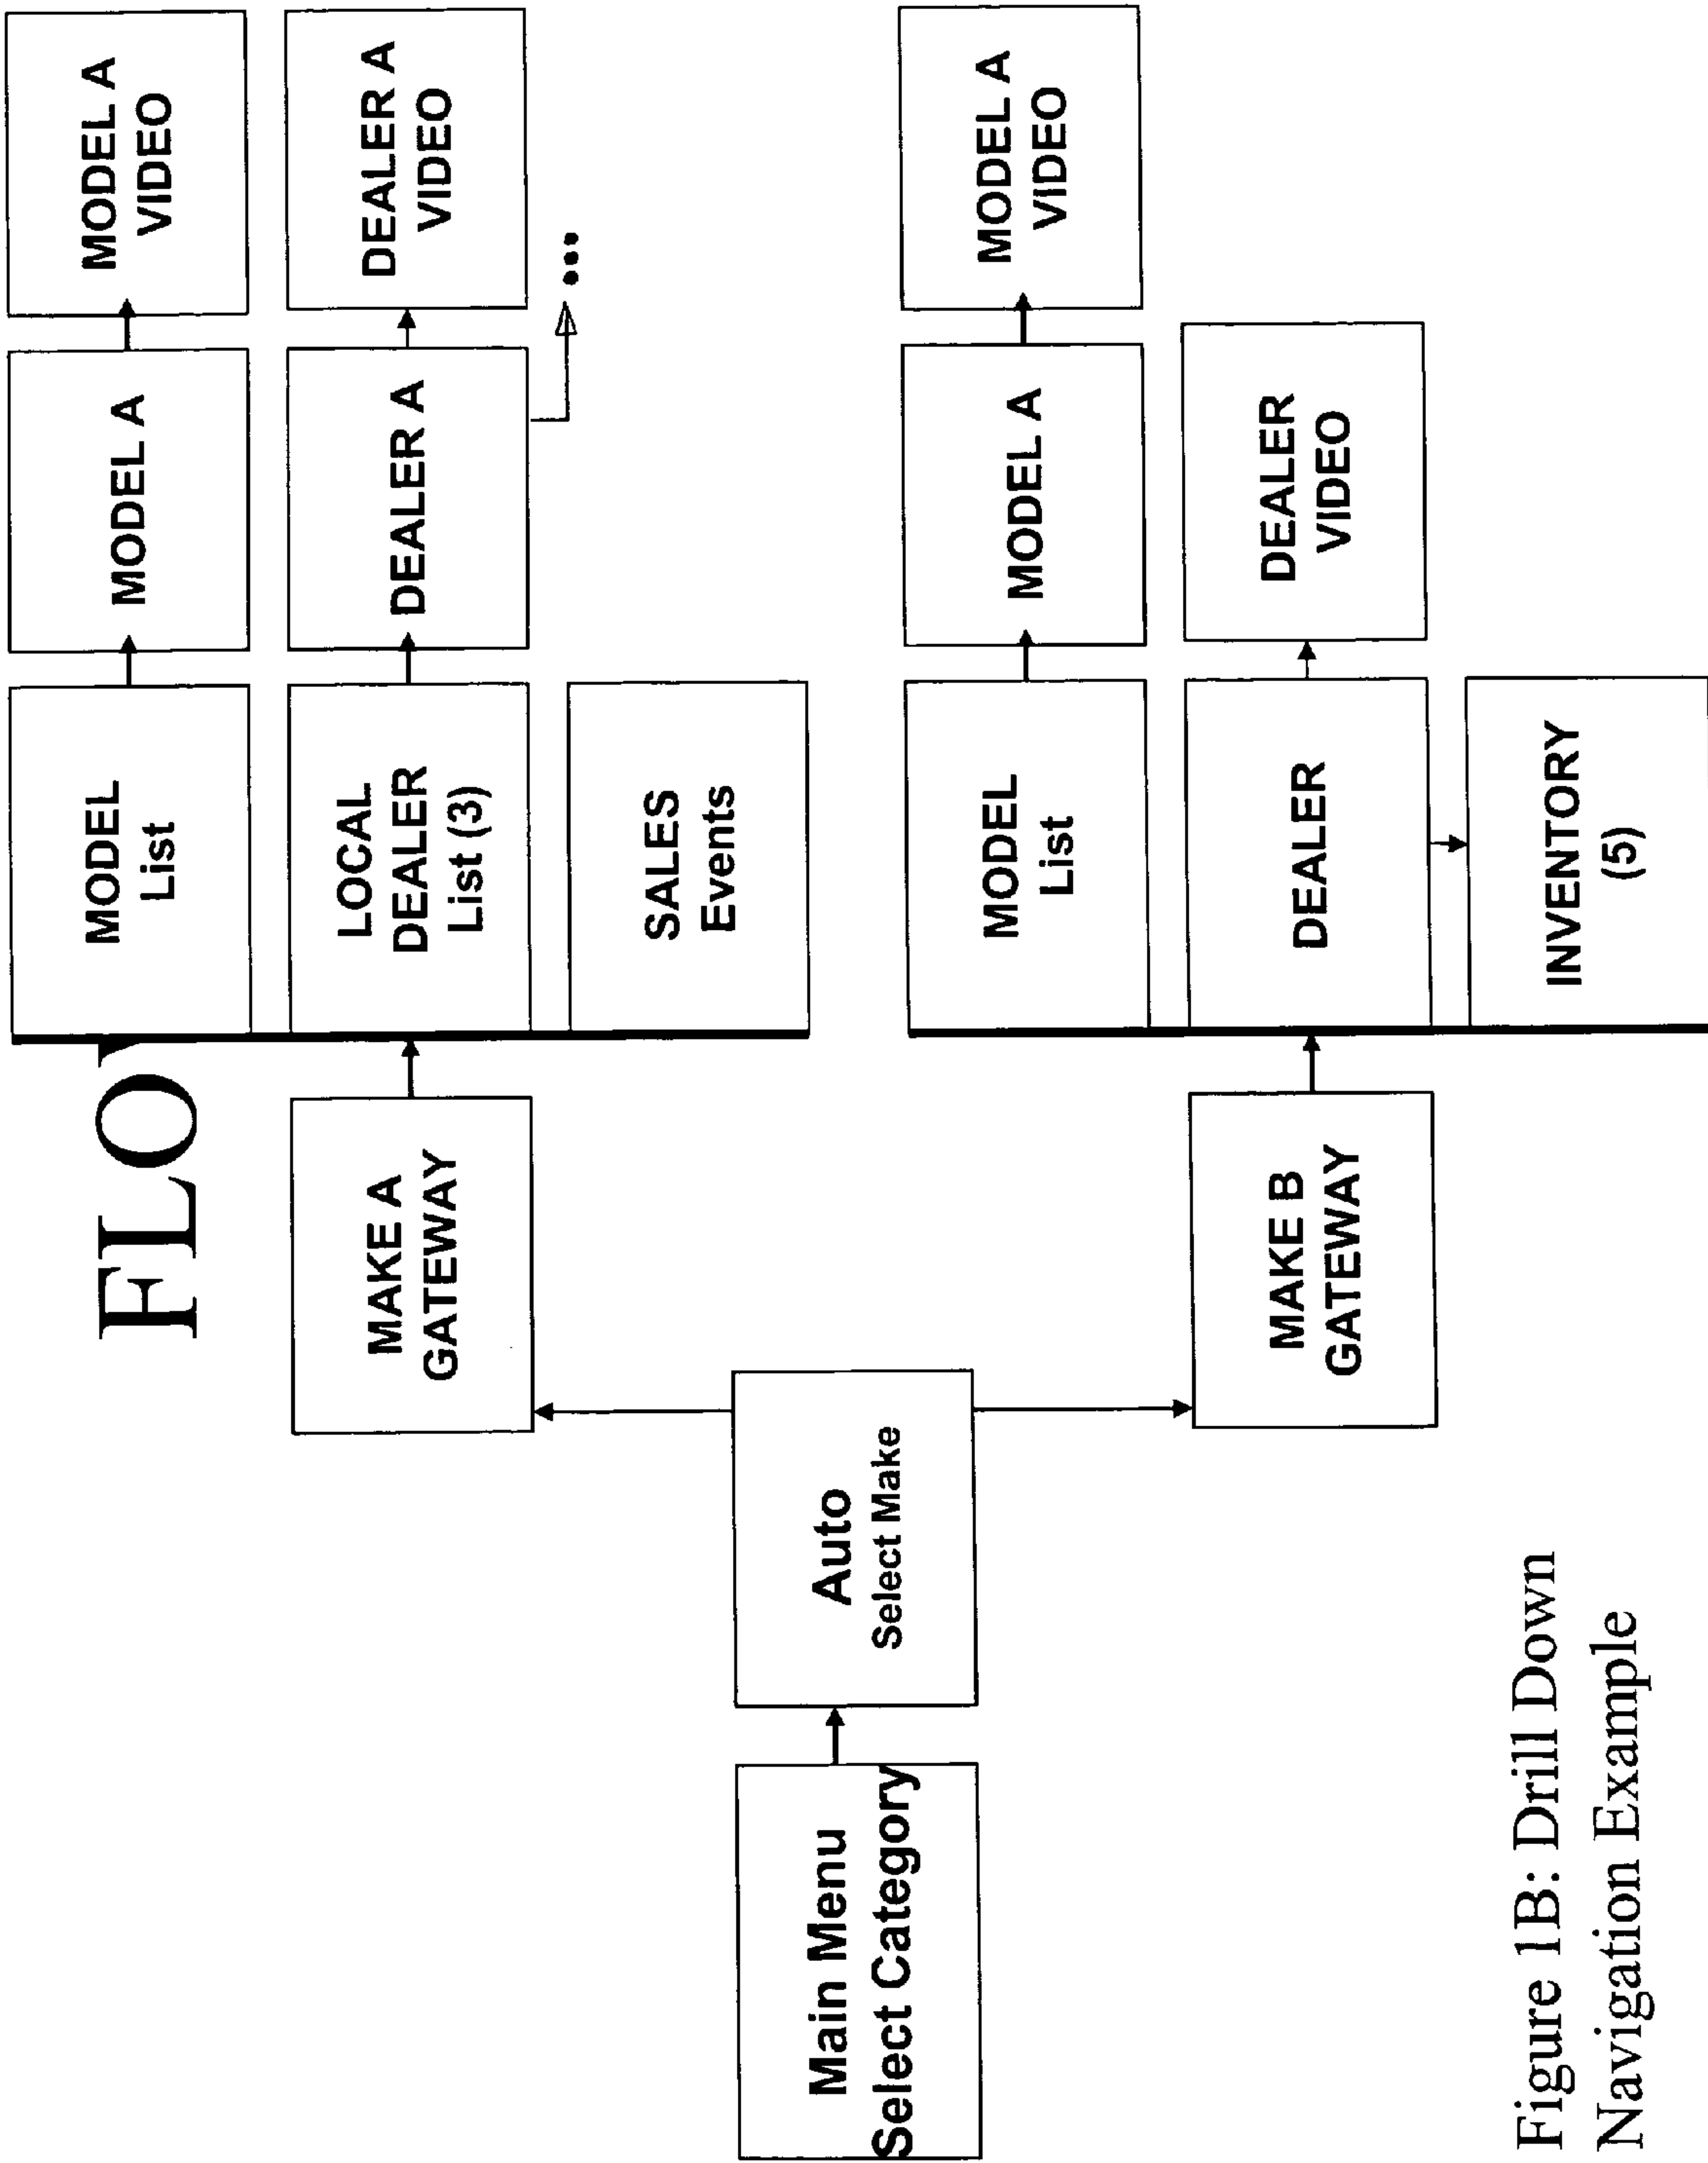 FLO
MODEL
List
MODEL A
MODEL A
VIDEO
MAKE A
GATEWAY
LOCAL
DEALER
List (3)
DEALER A
DEALER A
VIDEO
...
SALES
Events
Main Menu
Select Category
Auto
Select Make
MODEL
List
MODEL A
MODEL A
VIDEO
MAKE B
GATEWAY
DEALER
DEALER
VIDEO
INVENTORY
(5)
Figure 1B: Drill Down
Navigation Example